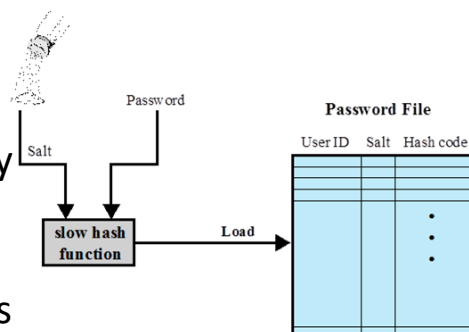 Password
Password File
Salt
User ID Salt Hash code
y
slow hash
function
Load
s